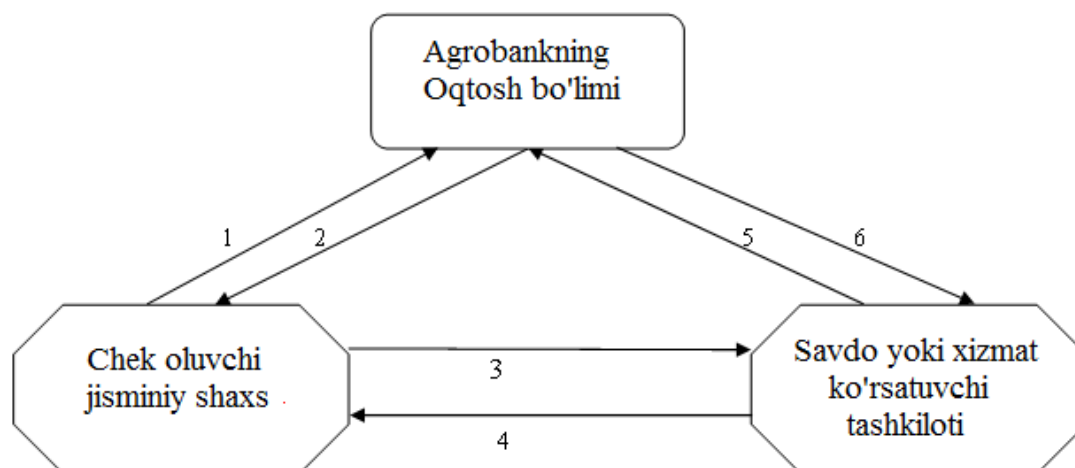 Agrobankning
Oqtosh bo'limi
1
2
5
6
Chek oluvchi
jisminiy shaxs
3
4
Savdo yoki xizmat
ko'rsatuvchi
tashkiloti